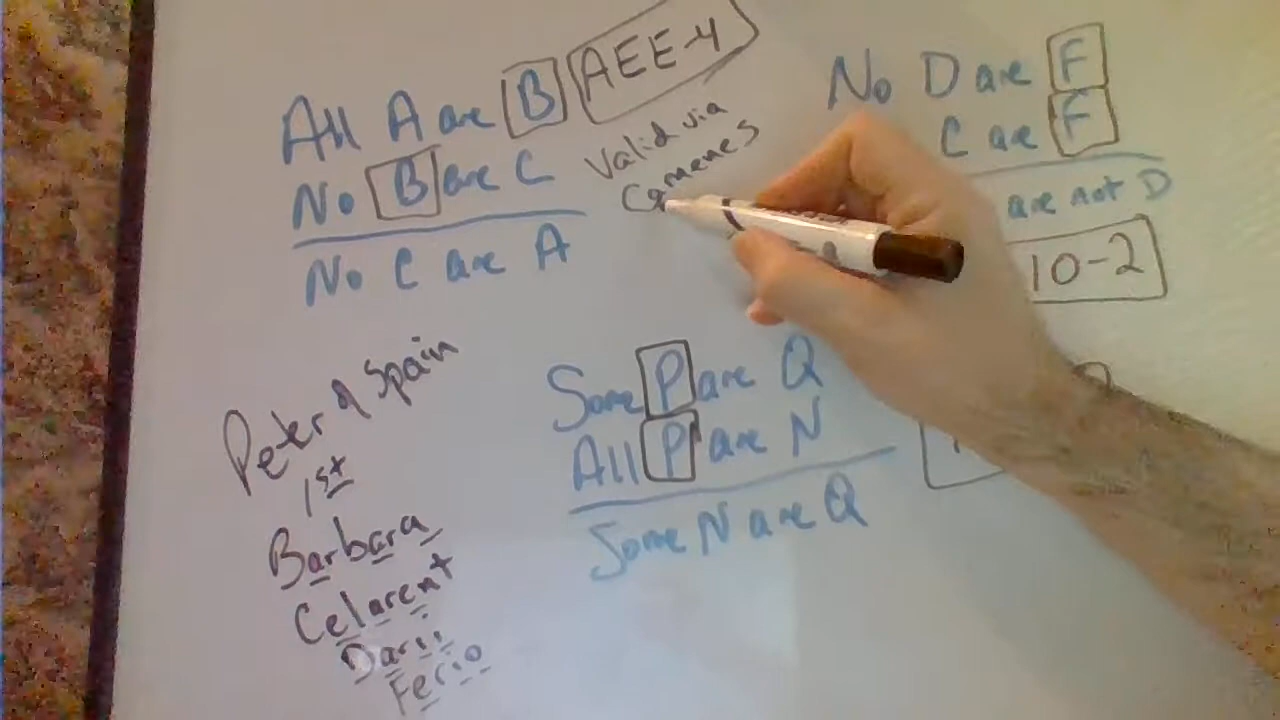 All A are B
No B are C
No C are A
AEE-4
Valid via
Camenes
No D are F
C are F
are not D
10-2
Some P are Q
All P are N
Some N are Q
Peter of Spain
1st
Barbara
Celarent
Darii
Ferio